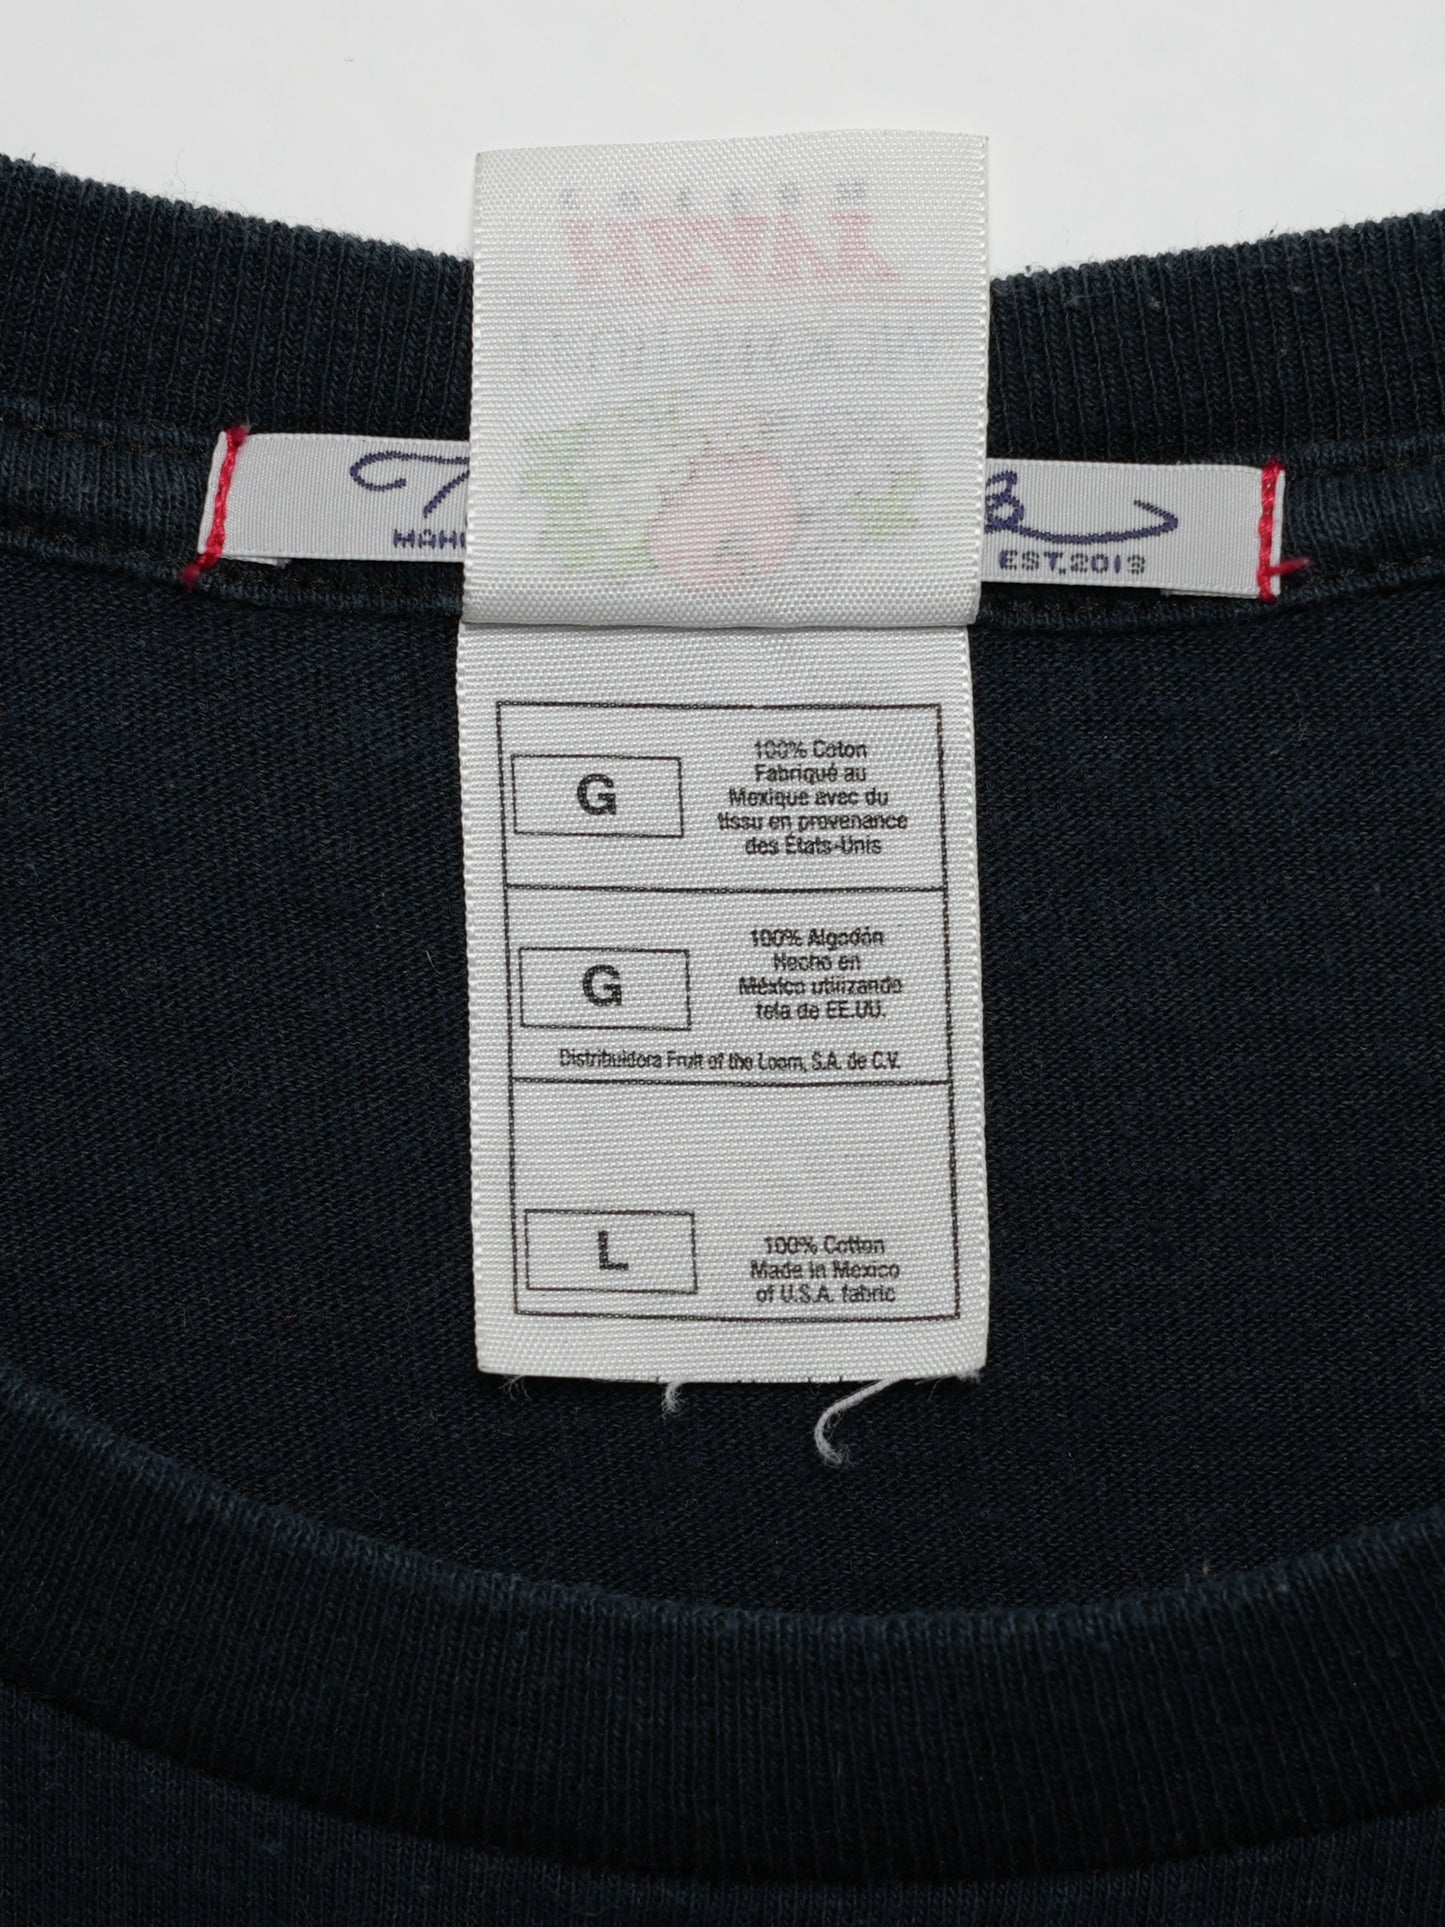 MAH
EST.2013
G
100% Coton
Fabriqué au
Mexique avec du
tissu en provenance
des États-Unis
G
100% Algodón
Hecho en
México utilizando
tela de EE.UU.
Distribuidora Fruit of the Loom, S.A. de C.V.
L
100% Cotton
Made in Mexico
of U.S.A. fabric